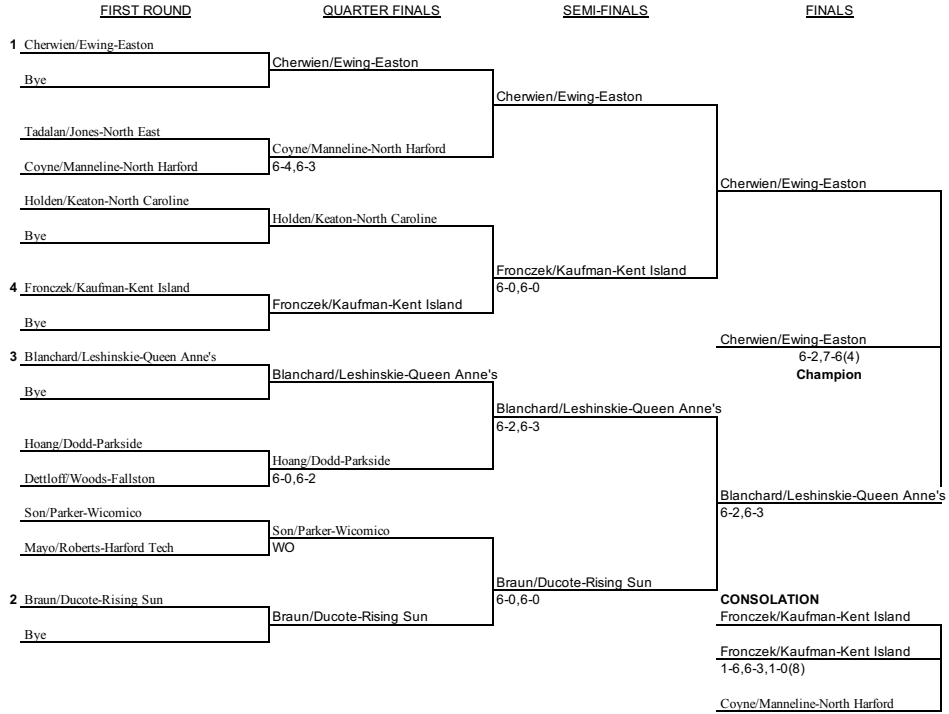 FIRST ROUND QUARTER FINALS SEMI-FINALS FINALS
1 Cherwien/Ewing-Easton
Cherwien/Ewing-Easton
Bye
Cherwien/Ewing-Easton
Tadalan/Jones-North East
Coyne/Manneline-North Harford
Coyne/Manneline-North Harford
6-4,6-3
Cherwien/Ewing-Easton
Holden/Keaton-North Caroline
Holden/Keaton-North Caroline
Bye
Fronczek/Kaufman-Kent Island
6-0,6-0
4 Fronczek/Kaufman-Kent Island
Fronczek/Kaufman-Kent Island
Bye
Cherwien/Ewing-Easton
6-2,7-6(4)
Champion
3 Blanchard/Leshinskie-Queen Anne's
Blanchard/Leshinskie-Queen Anne's
Bye
Blanchard/Leshinskie-Queen Anne's
6-2,6-3
Hoang/Dodd-Parkside
Hoang/Dodd-Parkside
Dettloff/Woods-Fallston
6-0,6-2
Blanchard/Leshinskie-Queen Anne's
6-2,6-3
Son/Parker-Wicomico
Son/Parker-Wicomico
Mayo/Roberts-Harford Tech
WO
Braun/Ducote-Rising Sun
6-0,6-0
2 Braun/Ducote-Rising Sun
Braun/Ducote-Rising Sun
Bye
CONSOLATION
Fronczek/Kaufman-Kent Island
Fronczek/Kaufman-Kent Island
1-6,6-3,1-0(8)
Coyne/Manneline-North Harford